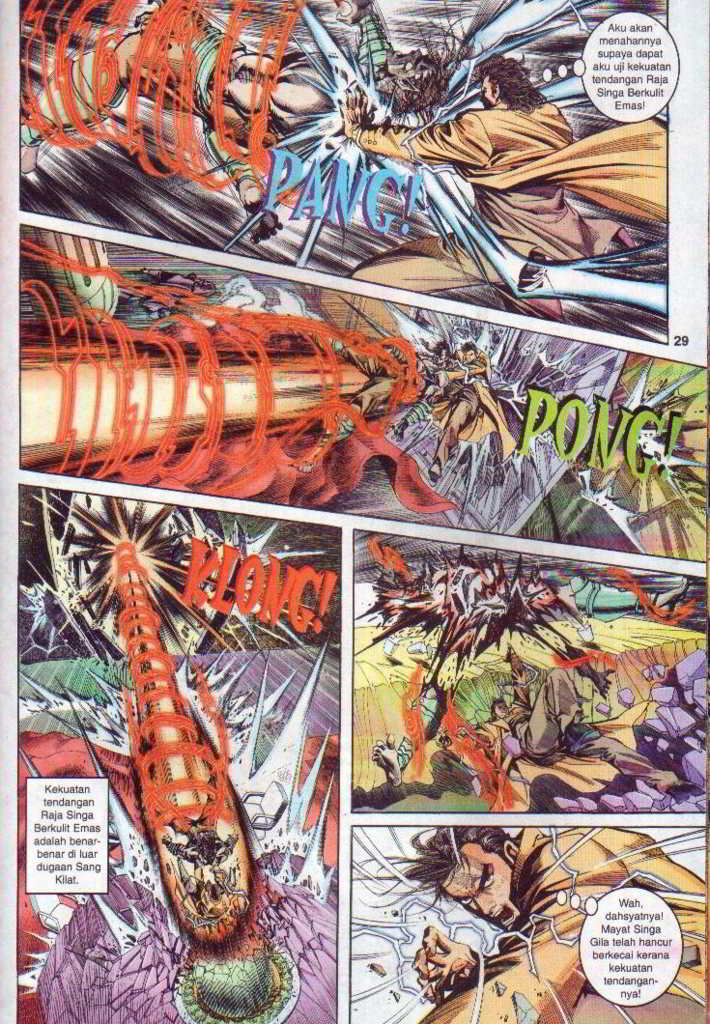 Aku akan
menahannya
supaya dapat
aku uji kekuatan
tendangan Raja
Singa Berkulit
Emas!
PANG!
29
PONG!
KLONG!
Kekuatan
tendangan
Raja Singa
Berkulit Emas
adalah benar-
benar di luar
dugaan Sang
Kilat.
Wah,
dahsyatnya!
Mayat Singa
Gila telah hancur
berkecai kerana
kekuatan
tendangan-
nya!